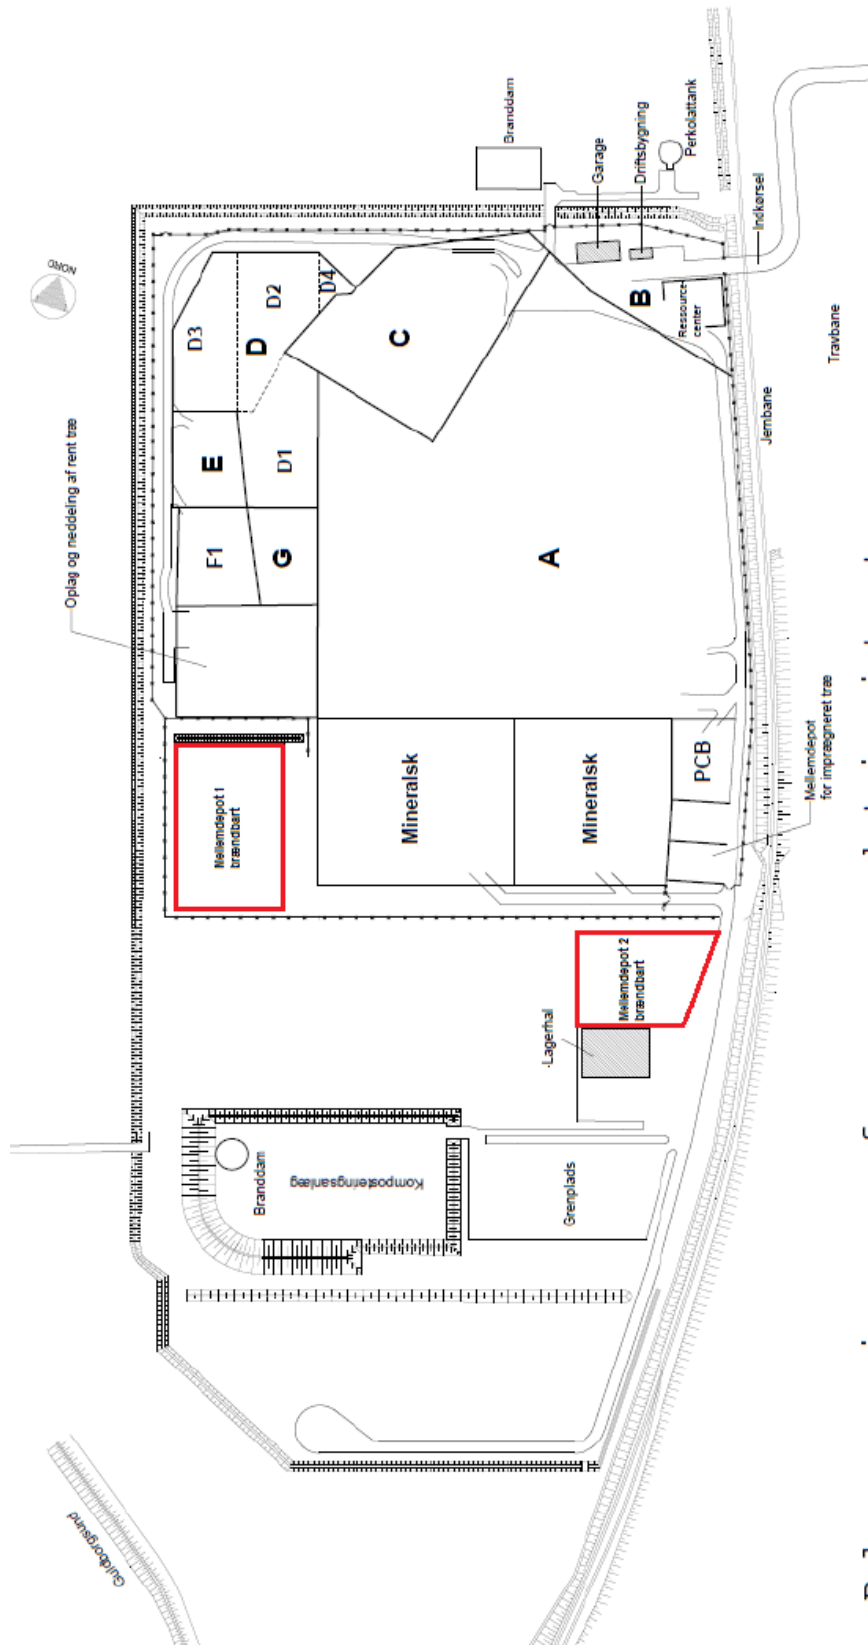 Guldborgsund
NORD
Oplag og neddeling af rent træ
Branddam
Komposteringsanlæg
Grenplads
Lagerhal
Mellemdepot 1
brændbart
Mellemdepot 2
brændbart
Mineralsk
Mineralsk
PCB
Mellemdepot
for imprægneret træ
F1
G
E
D1
D3
D
D2
D4
C
A
B
Ressource-
center
Branddam
Garage
Driftsbygning
Perkolattank
Indkørsel
Jernbane
Travbane